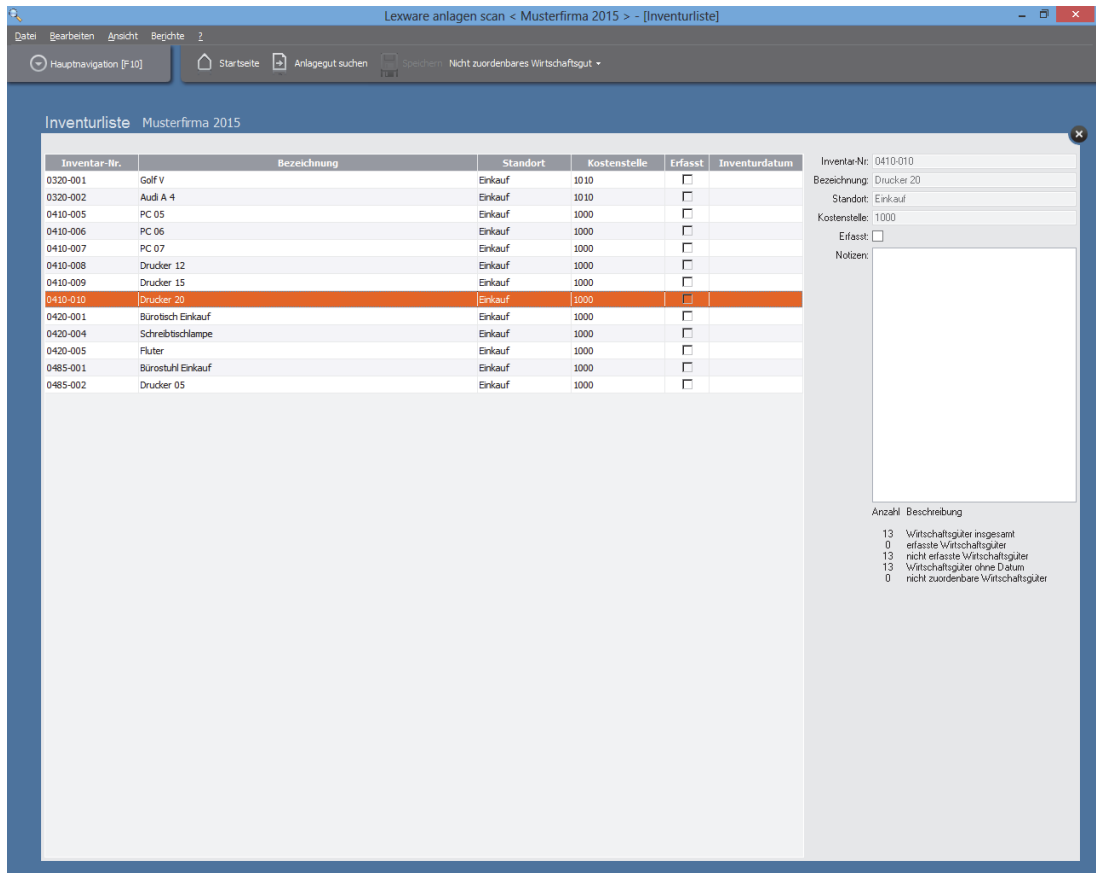 Lexware anlagen scan < Musterfirma 2015 > - [Inventurliste]
Datei Bearbeiten Ansicht Berichte ?
Hauptnavigation [F10] Startseite Anlagegut suchen Speichern Nicht zuordenbares Wirtschaftsgut
Inventurliste Musterfirma 2015
Inventar-Nr. Bezeichnung Standort Kostenstelle Erfasst Inventurdatum
0320-001 Golf V Einkauf 1010
0320-002 Audi A 4 Einkauf 1010
0410-005 PC 05 Einkauf 1000
0410-006 PC 06 Einkauf 1000
0410-007 PC 07 Einkauf 1000
0410-008 Drucker 12 Einkauf 1000
0410-009 Drucker 15 Einkauf 1000
0410-010 Drucker 20 Einkauf 1000
0420-001 Bürotisch Einkauf Einkauf 1000
0420-004 Schreibtischlampe Einkauf 1000
0420-005 Fluter Einkauf 1000
0485-001 Bürostuhl Einkauf Einkauf 1000
0485-002 Drucker 05 Einkauf 1000
Inventar-Nr: 0410-010
Bezeichnung: Drucker 20
Standort: Einkauf
Kostenstelle: 1000
Erfasst:
Notizen:
Anzahl Beschreibung
13 Wirtschaftsgüter insgesamt
0 erfasste Wirtschaftsgüter
13 nicht erfasste Wirtschaftsgüter
13 Wirtschaftsgüter ohne Datum
0 nicht zuordenbare Wirtschaftsgüter